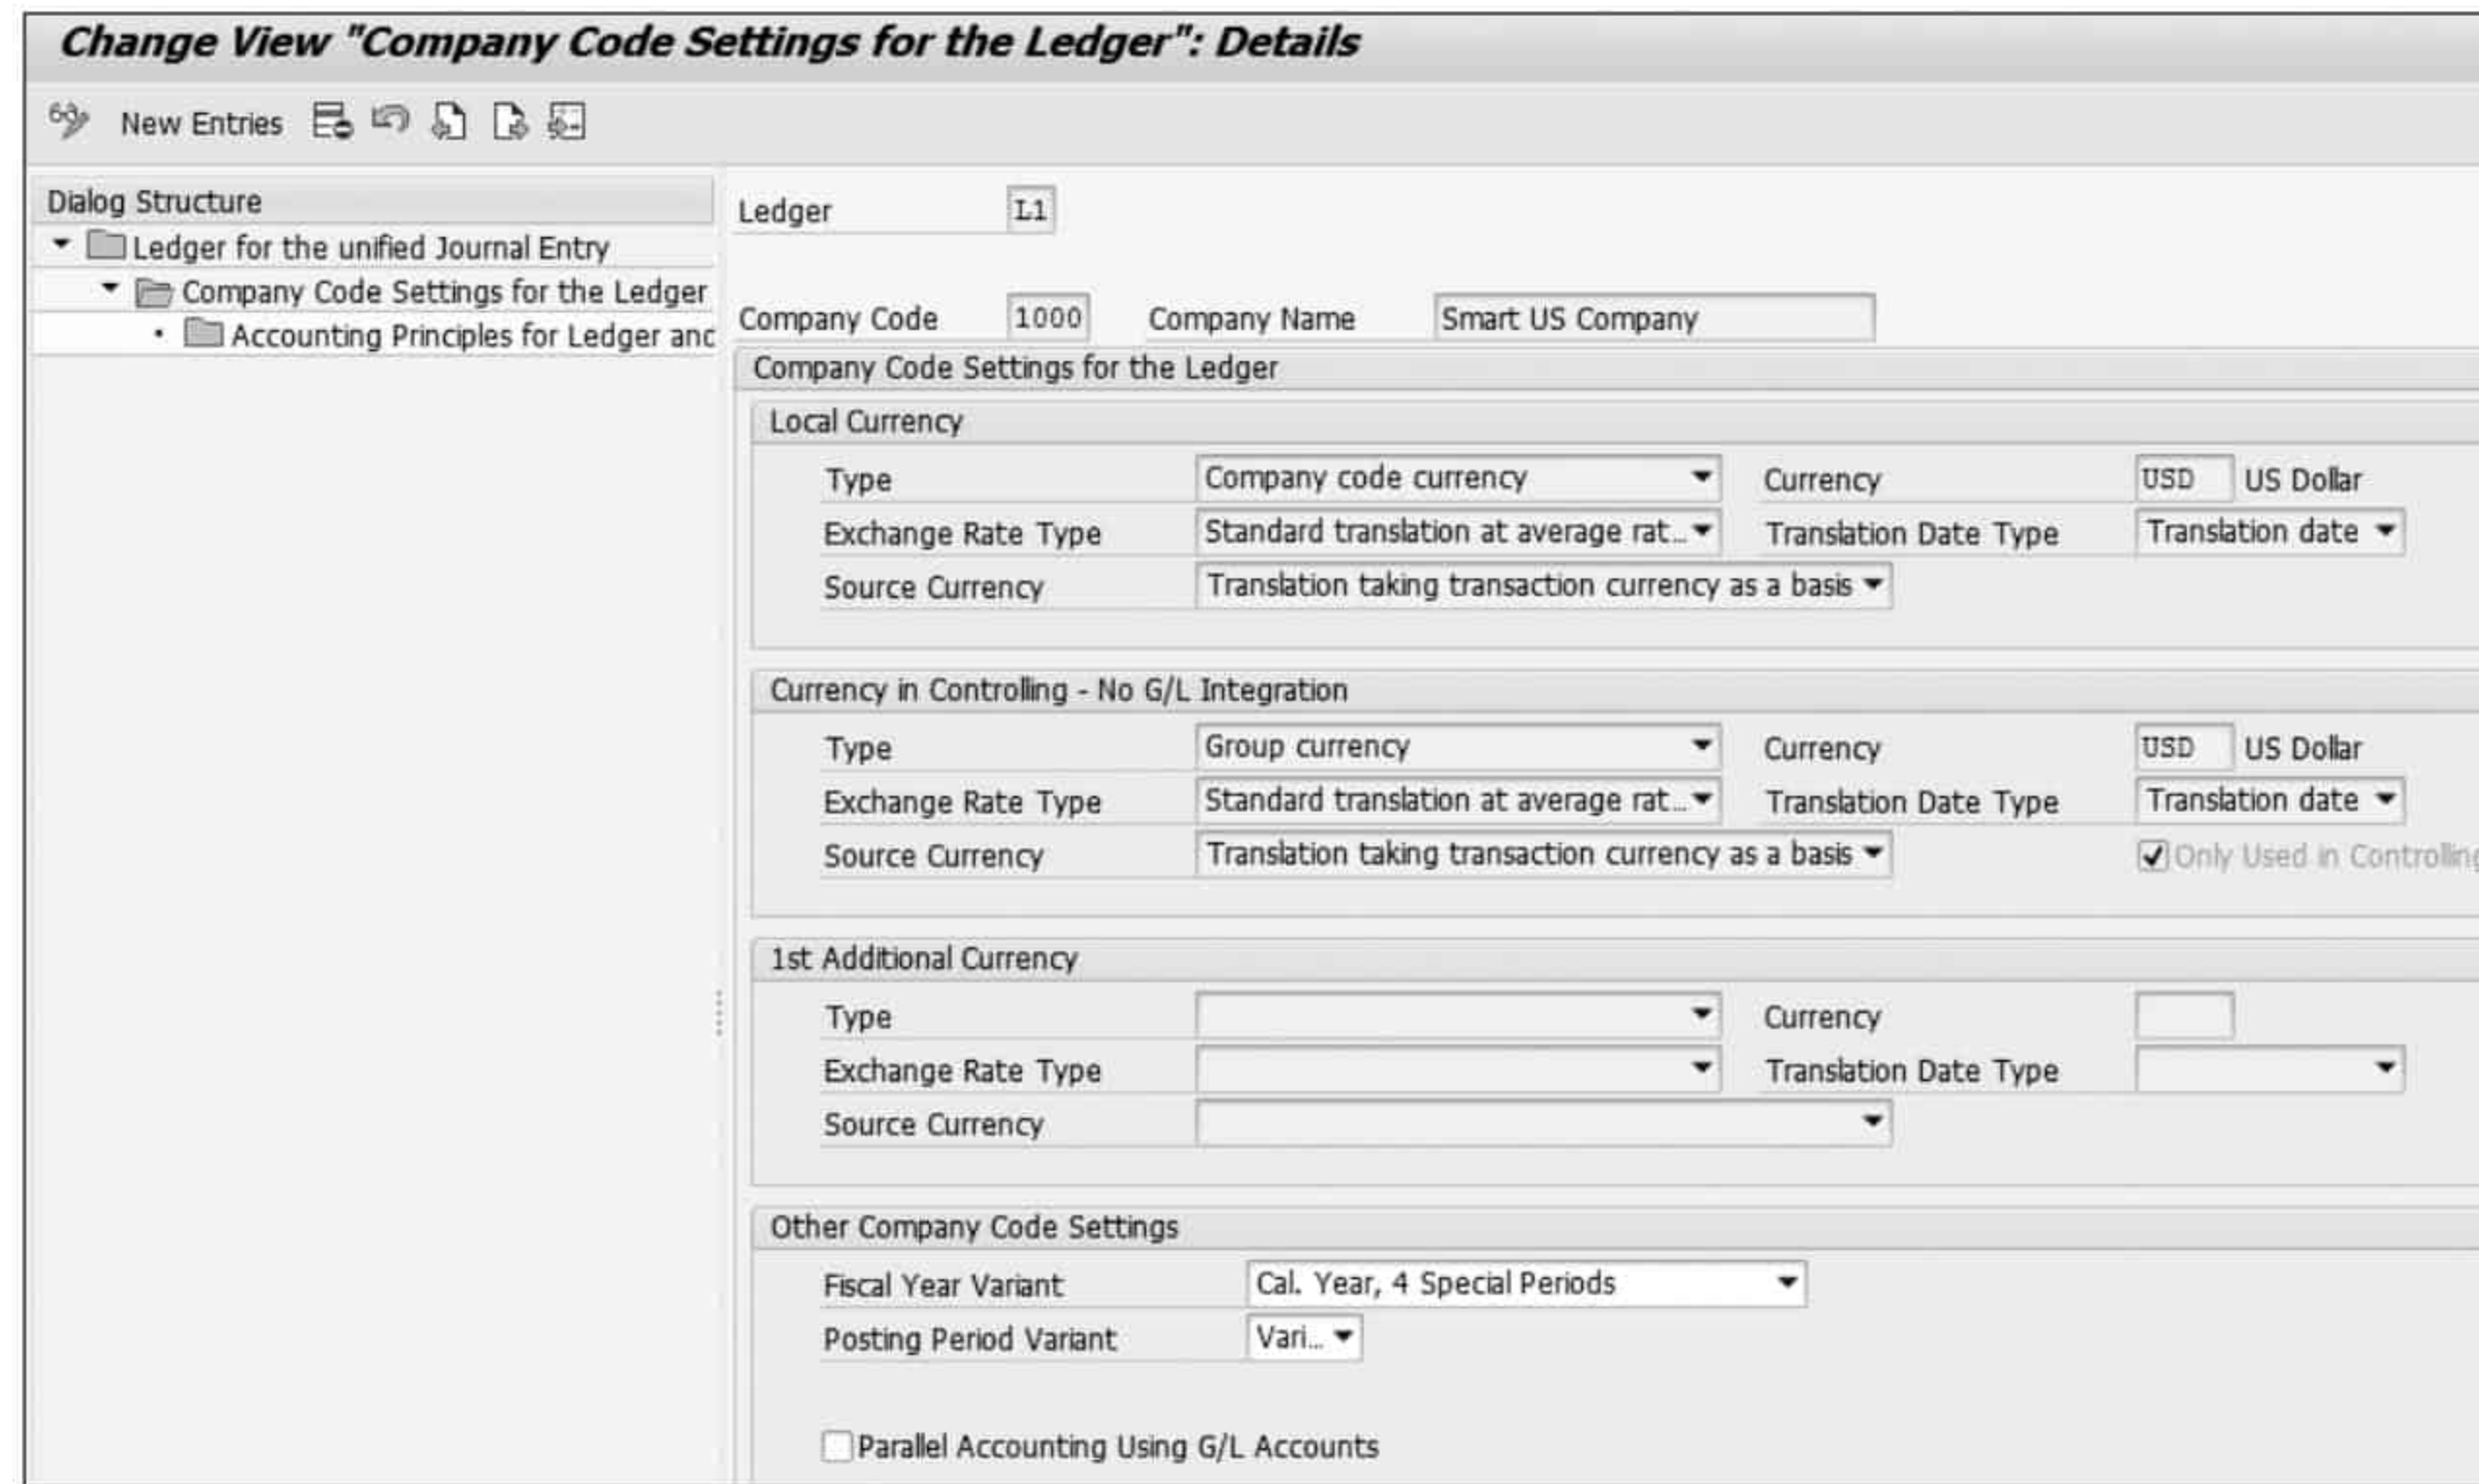 Change View "Company Code Settings for the Ledger": Details
New Entries
Dialog Structure
Ledger for the unified Journal Entry
Company Code Settings for the Ledger
Accounting Principles for Ledger and
Ledger L1
Company Code 1000 Company Name Smart US Company
Company Code Settings for the Ledger
Local Currency
Type Company code currency Currency USD US Dollar
Exchange Rate Type Standard translation at average rat... Translation Date Type Translation date
Source Currency Translation taking transaction currency as a basis
Currency in Controlling - No G/L Integration
Type Group currency Currency USD US Dollar
Exchange Rate Type Standard translation at average rat... Translation Date Type Translation date
Source Currency Translation taking transaction currency as a basis Only Used in Controlling
1st Additional Currency
Type Currency
Exchange Rate Type Translation Date Type
Source Currency
Other Company Code Settings
Fiscal Year Variant Cal. Year, 4 Special Periods
Posting Period Variant Vari...
Parallel Accounting Using G/L Accounts